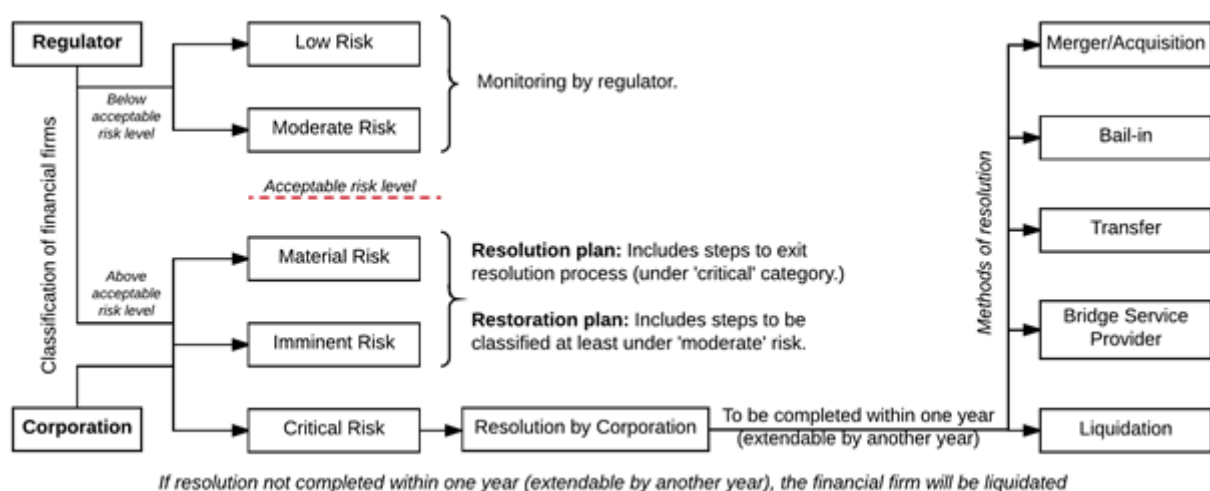 Regulator
Low Risk
Merger/Acquisition
Monitoring by regulator.
Below
acceptable
risk level
Moderate Risk
Bail-in
Classification of financial firms
Acceptable risk level
Methods of resolution
Material Risk
Resolution plan: Includes steps to exit
resolution process (under 'critical' category.)
Transfer
Above
acceptable
risk level
Imminent Risk
Restoration plan: Includes steps to be
classified at least under 'moderate' risk.
Bridge Service
Provider
Corporation
Critical Risk
Resolution by Corporation
To be completed within one year
(extendable by another year)
Liquidation
If resolution not completed within one year (extendable by another year), the financial firm will be liquidated